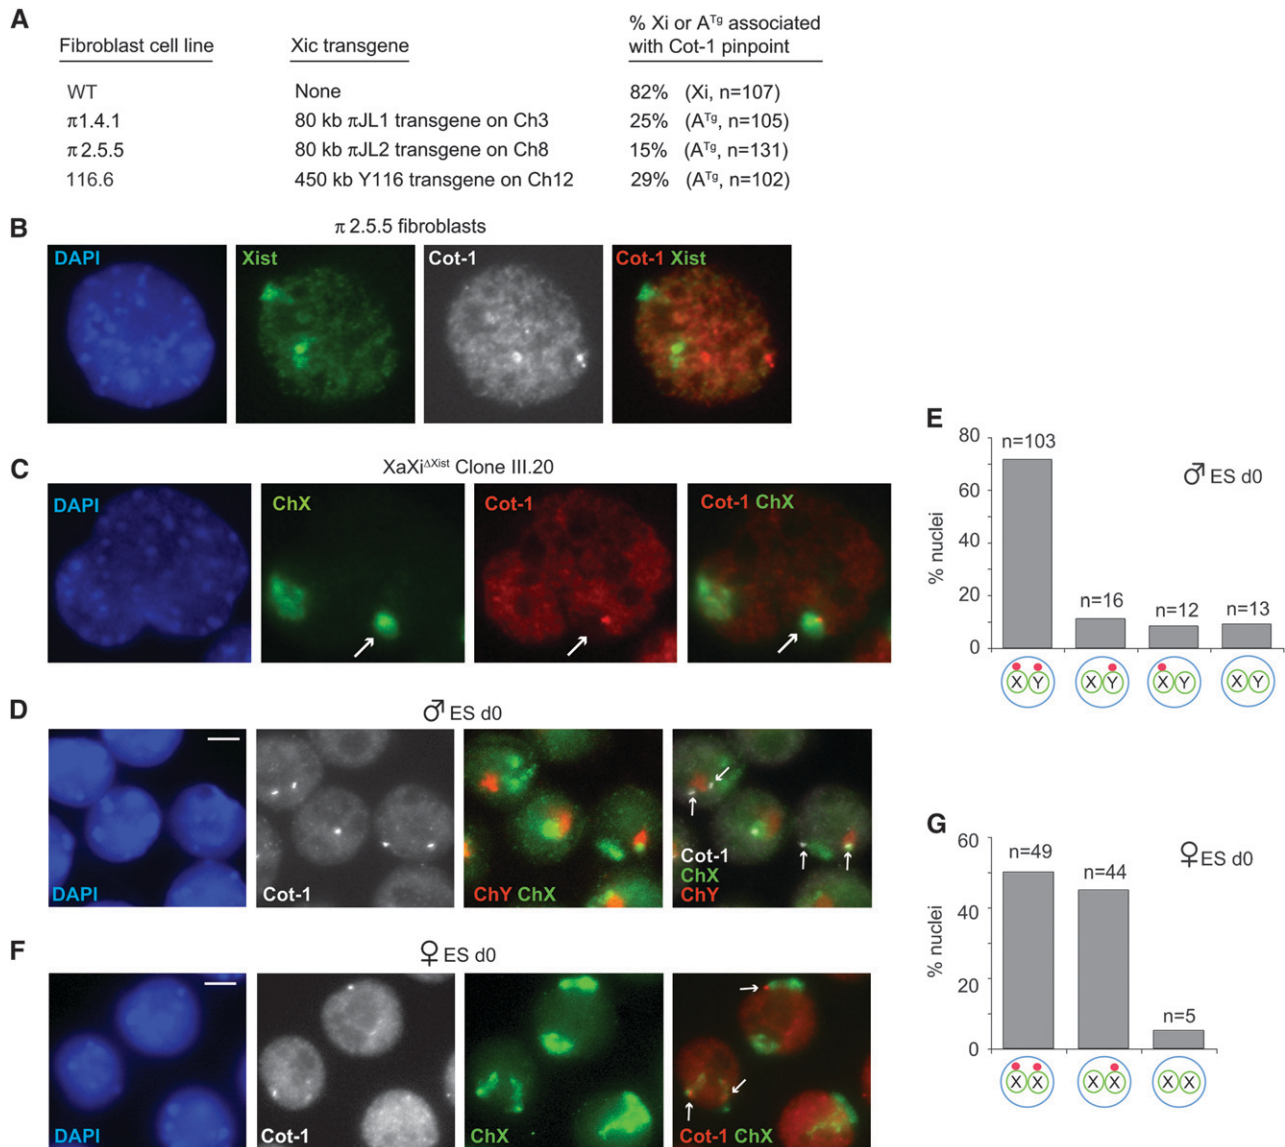 A
Fibroblast cell line Xic transgene % Xi or A^Tg associated with Cot-1 pinpoint
WT None 82% (Xi, n=107)
π1.4.1 80 kb πJL1 transgene on Ch3 25% (A^Tg, n=105)
π2.5.5 80 kb πJL2 transgene on Ch8 15% (A^Tg, n=131)
116.6 450 kb Y116 transgene on Ch12 29% (A^Tg, n=102)
B
π 2.5.5 fibroblasts
DAPI Xist Cot-1 Cot-1 Xist
C
XaXi^ΔXist Clone III.20
DAPI ChX Cot-1 Cot-1 ChX
D
♂ ES d0
DAPI Cot-1 ChY ChX Cot-1
ChX
ChY
F
♀ ES d0
DAPI Cot-1 ChX Cot-1 ChX
E
♂ ES d0
% nuclei
80
60
40
20
0
n=103 n=16 n=12 n=13
X Y X Y X Y X Y
G
♀ ES d0
% nuclei
60
40
20
0
n=49 n=44 n=5
X X X X X X